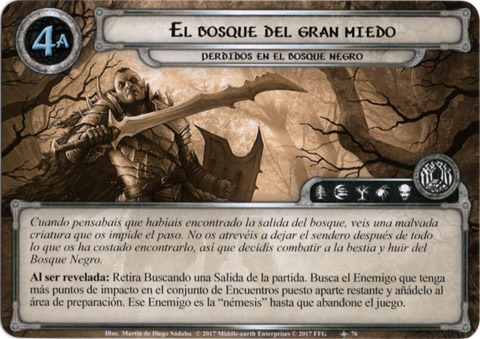 4A
El bosque del gran miedo
Perdidos en el Bosque Negro
Cuando pensabais que habíais encontrado la salida del bosque, veis una malvada
criatura que os impide el paso. No os atrevéis a dejar el sendero después de todo
lo que os ha costado encontrarlo, así que decidís combatir a la bestia y huir del
Bosque Negro.
Al ser revelada: Retira Buscando una Salida de la partida. Busca el Enemigo que tenga
más puntos de impacto en el conjunto de Encuentros puesto aparte restante y añádelo al
área de preparación. Ese Enemigo es la “némesis” hasta que abandone el juego.
Illus. Martín de Diego Sádaba © 2017 Middle-earth Enterprises © 2017 FFG 76